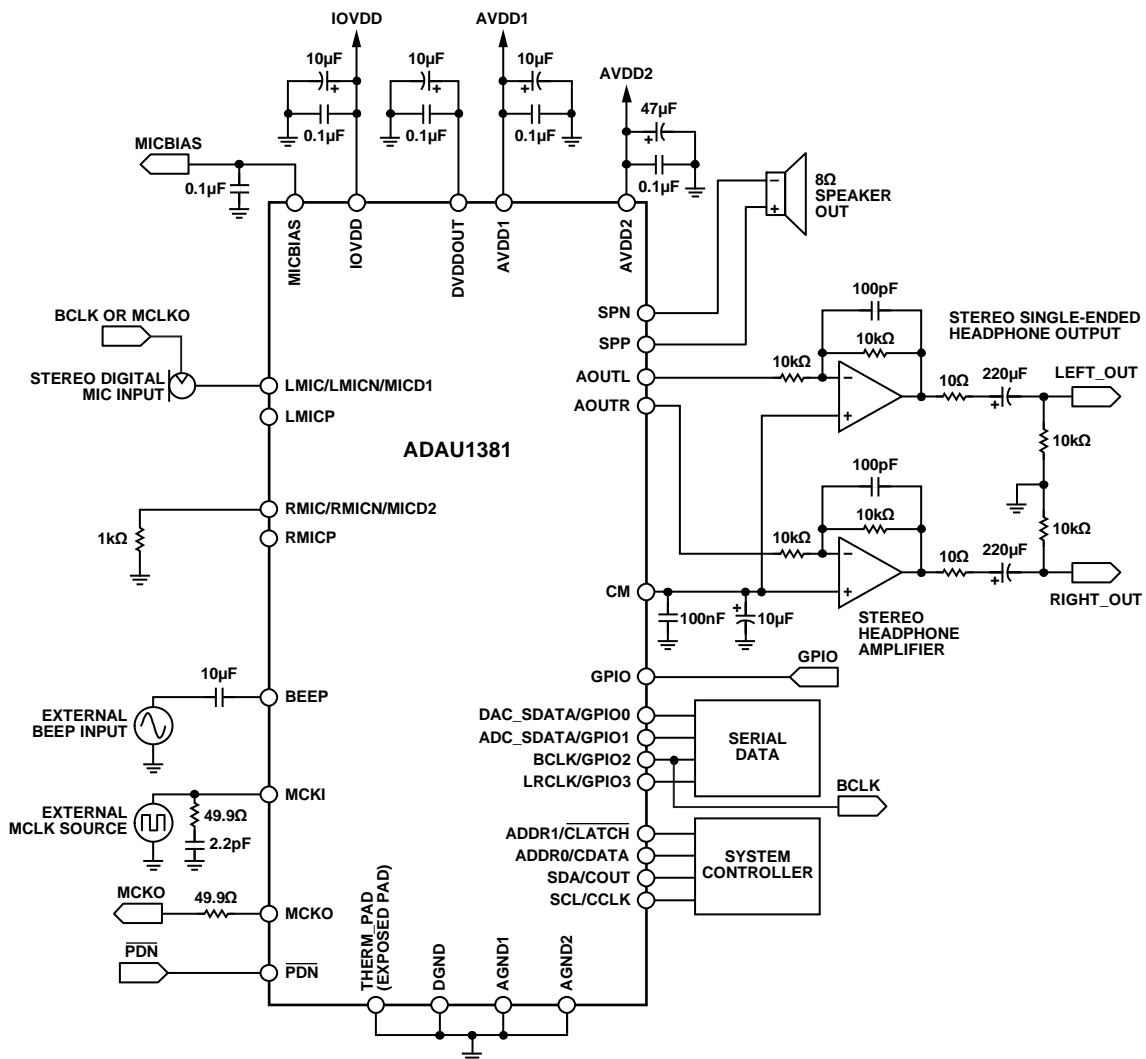 IOVDD
AVDD1
10µF
10µF
10µF
AVDD2
47µF
0.1µF
0.1µF
0.1µF
MICBIAS
0.1µF
0.1µF
8Ω
SPEAKER
OUT
MICBIAS
IOVDD
DVDDOUT
AVDD1
AVDD2
SPN
SPP
AOUTL
AOUTR
BCLK OR MCLKO
STEREO DIGITAL
MIC INPUT
LMIC/LMICN/MICD1
LMICP
ADAU1381
RMIC/RMICN/MICD2
RMICP
1kΩ
100pF
10kΩ
10kΩ
STEREO SINGLE-ENDED
HEADPHONE OUTPUT
–
+
10Ω
220µF
+
LEFT_OUT
10kΩ
100pF
10kΩ
10kΩ
10kΩ
–
+
10Ω
220µF
+
RIGHT_OUT
CM
100nF
+
10µF
STEREO
HEADPHONE
AMPLIFIER
GPIO
GPIO
10µF
BEEP
EXTERNAL
BEEP INPUT
DAC_SDATA/GPIO0
ADC_SDATA/GPIO1
BCLK/GPIO2
LRCLK/GPIO3
SERIAL
DATA
BCLK
MCKI
EXTERNAL
MCLK SOURCE
49.9Ω
2.2pF
ADDR1/CLATCH
ADDR0/CDATA
SDA/COUT
SCL/CCLK
SYSTEM
CONTROLLER
MCKO
49.9Ω
MCKO
PDN
PDN
THERM_PAD
(EXPOSED PAD)
DGND
AGND1
AGND2